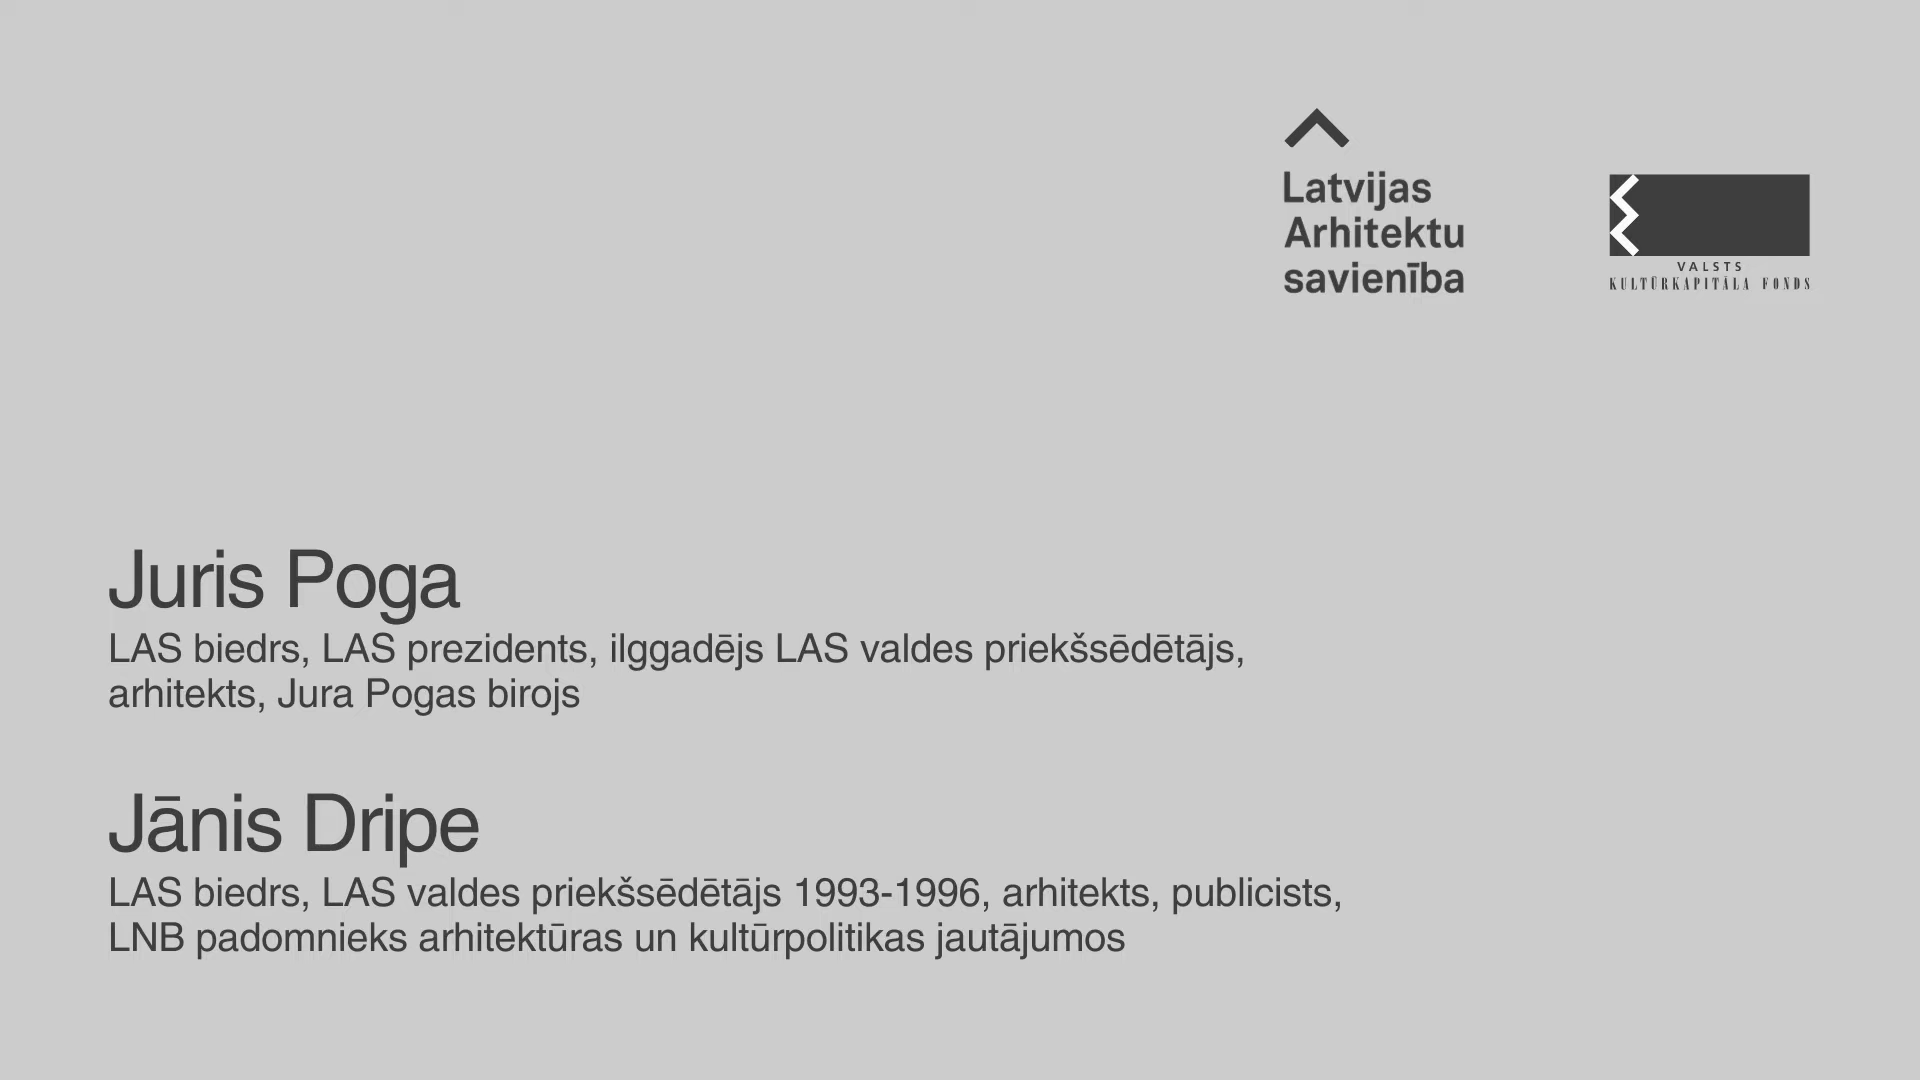 Latvijas
Arhitektu
savienība
VALSTS
KULTŪRKAPITĀLA FONDS
Juris Poga
LAS biedrs, LAS prezidents, ilggadējs LAS valdes priekšsēdētājs,
arhitekts, Jura Pogas birojs
Jānis Dripe
LAS biedrs, LAS valdes priekšsēdētājs 1993-1996, arhitekts, publicists,
LNB padomnieks arhitektūras un kultūrpolitikas jautājumos